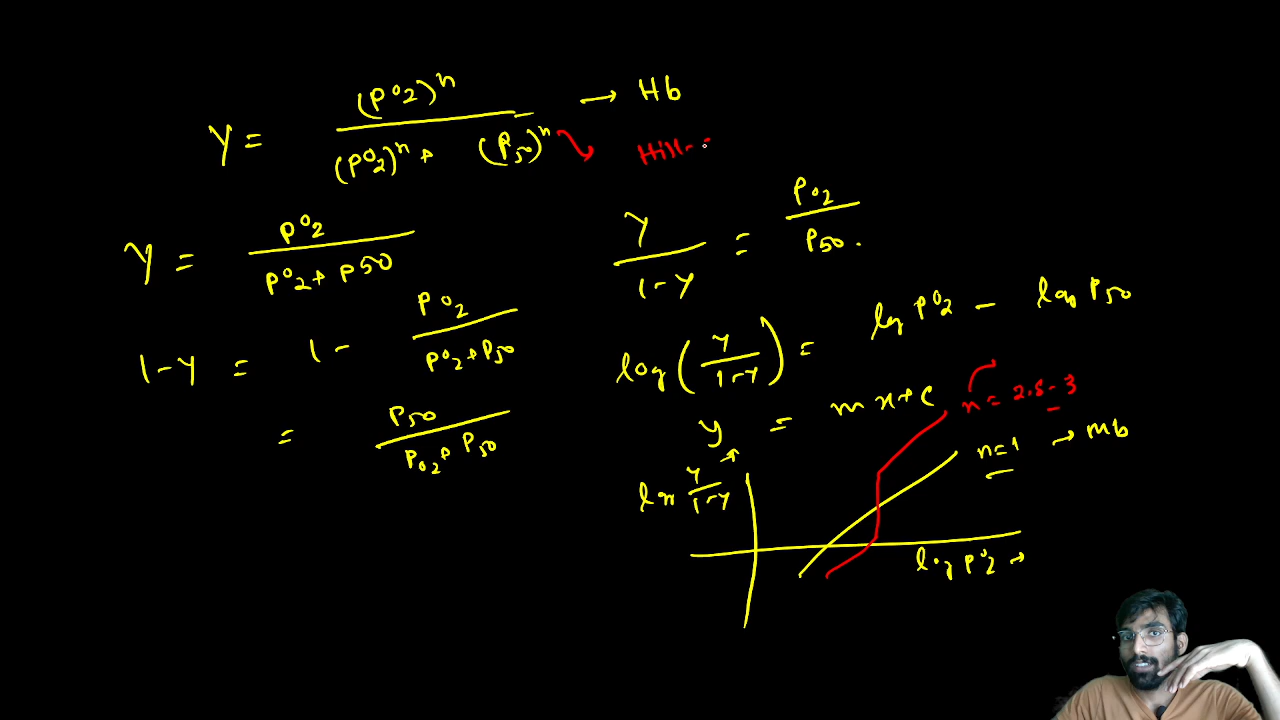 Y = (PO2)^n / ((PO2)^n + (P50)^n) → Hb
Hill-
Y = PO2 / (PO2 + P50)
Y / (1-Y) = PO2 / P50.
1-Y = 1 - PO2 / (PO2 + P50)
= P50 / (PO2 + P50)
log (Y / (1-Y)) = log PO2 - log P50
y = mx + c
n = 2.8-3
n=1 → Mb
ln Y / (1-Y)
log PO2 →